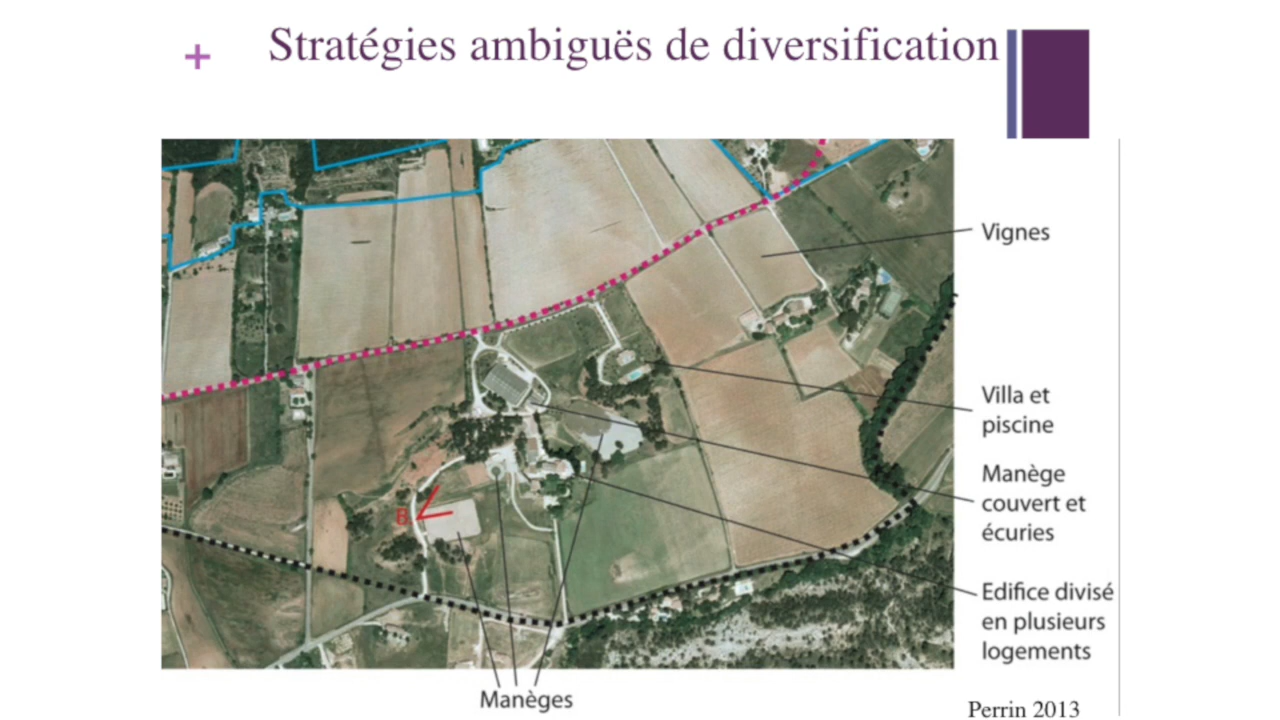 + Stratégies ambiguës de diversification
Vignes
Villa et
piscine
Manège
couvert et
écuries
Edifice divisé
en plusieurs
logements
Manèges
Perrin 2013